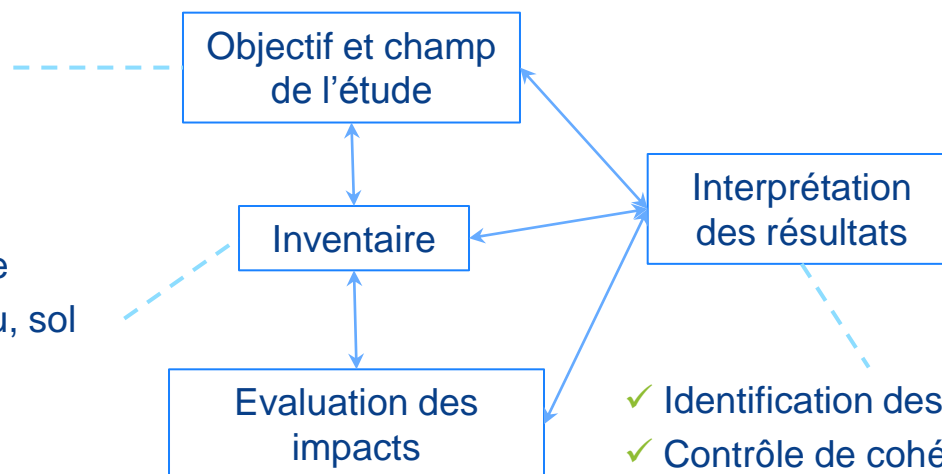 Objectif et champ
de l’étude
Interprétation
des résultats
Inventaire
u, sol
Evaluation des
impacts
✓ Identification des
✓ Contrôle de cohé